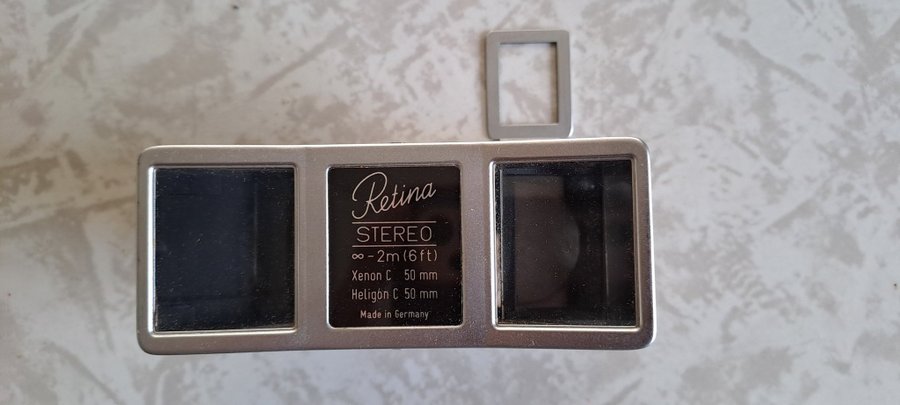 Retina
STEREO
∞ - 2m (6ft)
Xenon C 50 mm
Heligon C 50 mm
Made in Germany